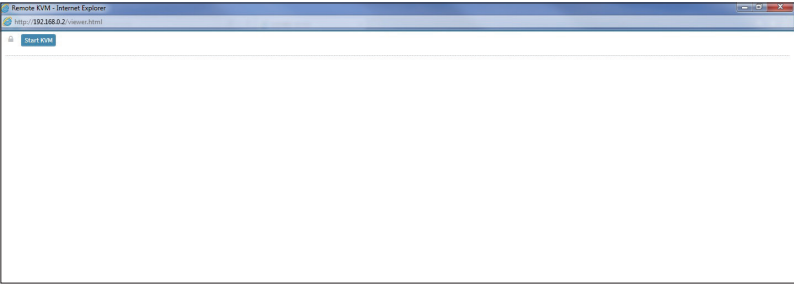 Remote KVM - Internet Explorer
http://192.168.0.2/viewer.html
Start KVM